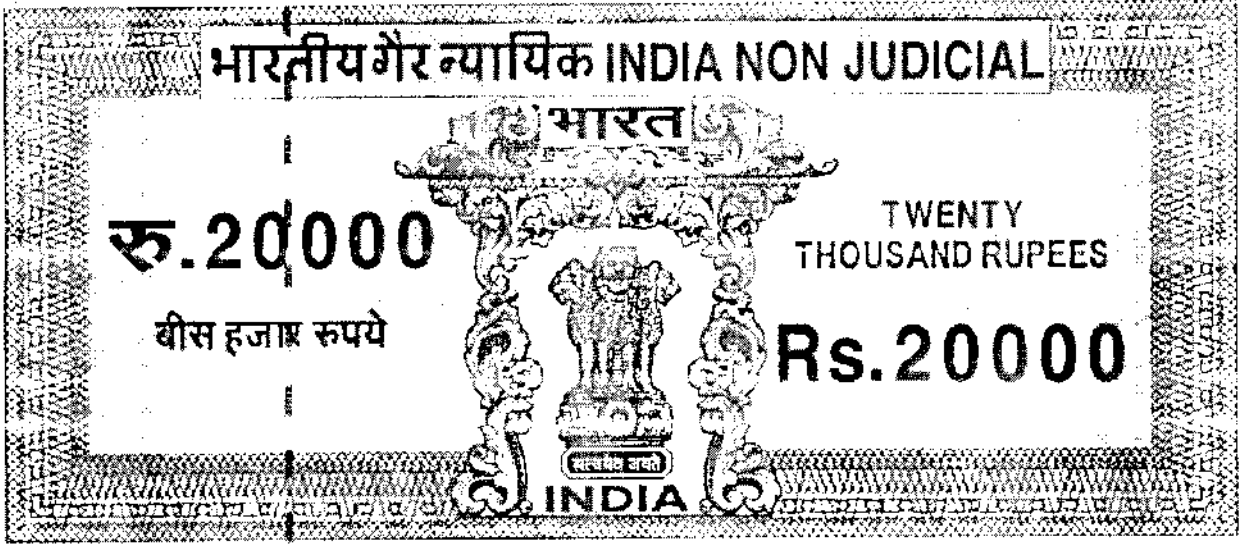 भारतीय गैर न्यायिक INDIA NON JUDICIAL
भारत
रु.20000
TWENTY
THOUSAND RUPEES
बीस हजार रुपये
Rs.20000
सत्यमेव जयते
INDIA